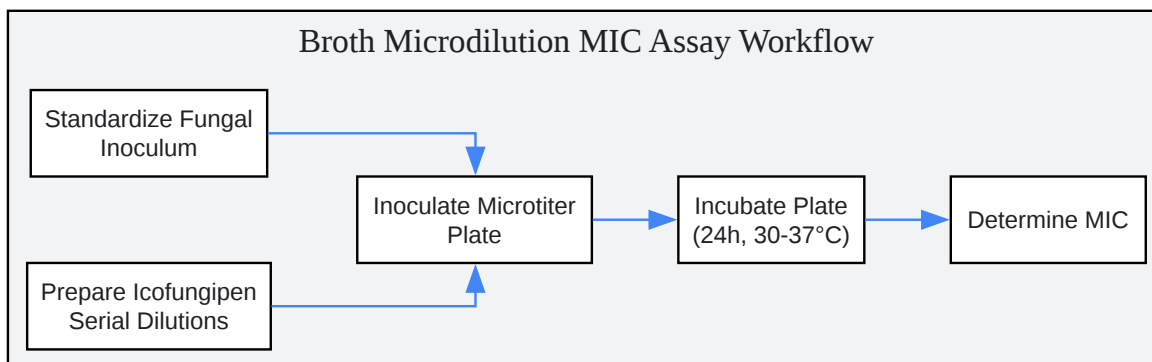 Broth Microdilution MIC Assay Workflow
Standardize Fungal
Inoculum
Inoculate Microtiter
Plate
Incubate Plate
(24h, 30-37°C)
Determine MIC
Prepare Icofungipen
Serial Dilutions